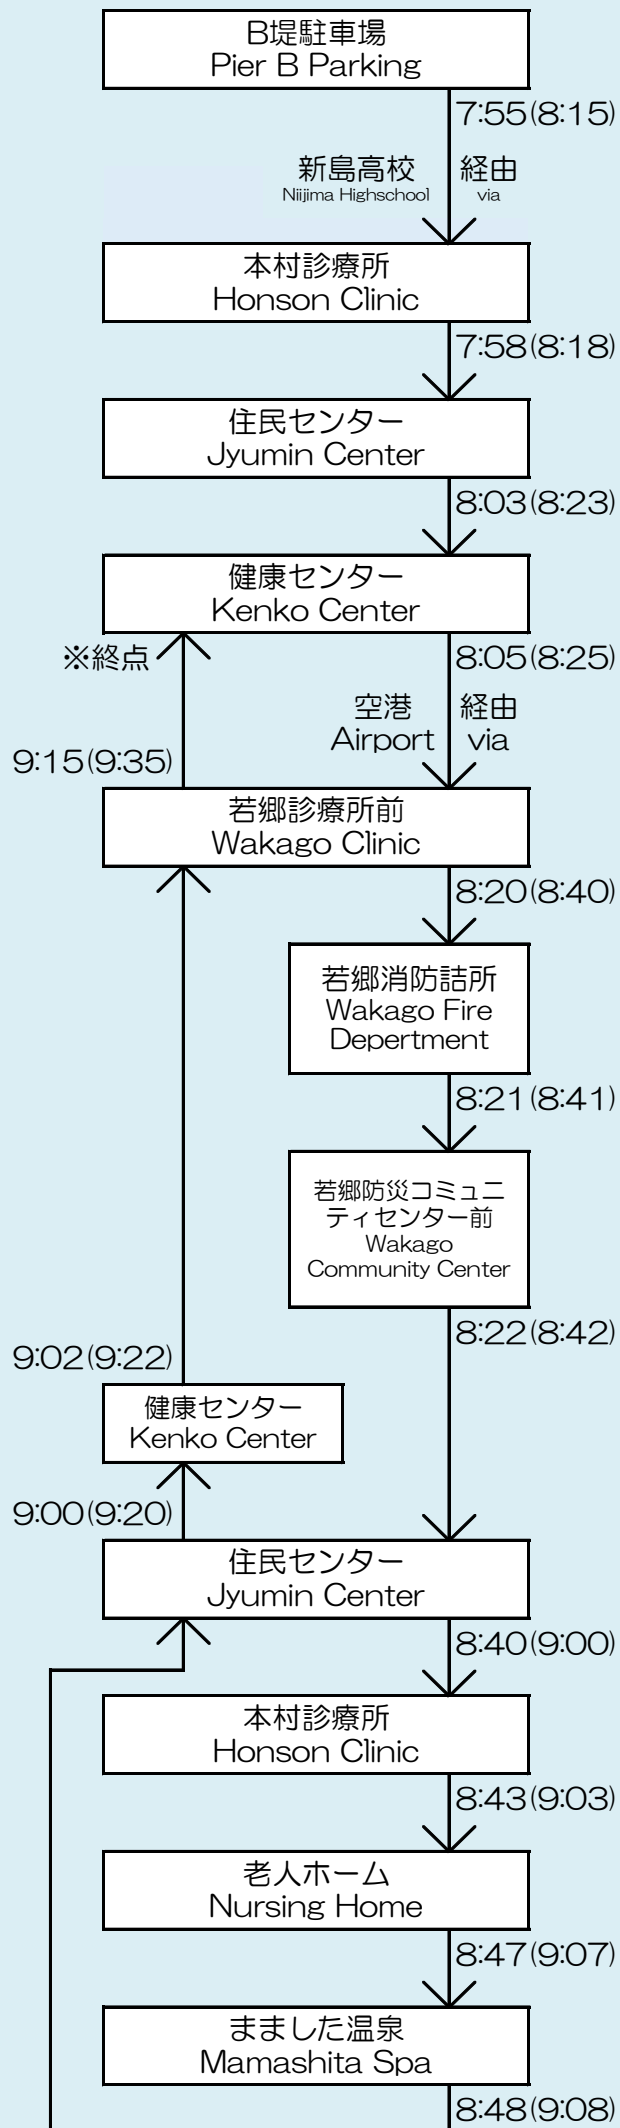 B堤駐車場
Pier B Parking
7:55(8:15)
新島高校 経由
Niijima Highschool via
本村診療所
Honson Clinic
7:58(8:18)
住民センター
Jyumin Center
8:03(8:23)
健康センター
Kenko Center
※終点
8:05(8:25)
空港 経由
Airport via
9:15(9:35)
若郷診療所前
Wakago Clinic
8:20(8:40)
若郷消防詰所
Wakago Fire
Depertment
8:21(8:41)
若郷防災コミュニ
ティセンター前
Wakago
Community Center
8:22(8:42)
9:02(9:22)
健康センター
Kenko Center
9:00(9:20)
住民センター
Jyumin Center
8:40(9:00)
本村診療所
Honson Clinic
8:43(9:03)
老人ホーム
Nursing Home
8:47(9:07)
まました温泉
Mamashita Spa
8:48(9:08)